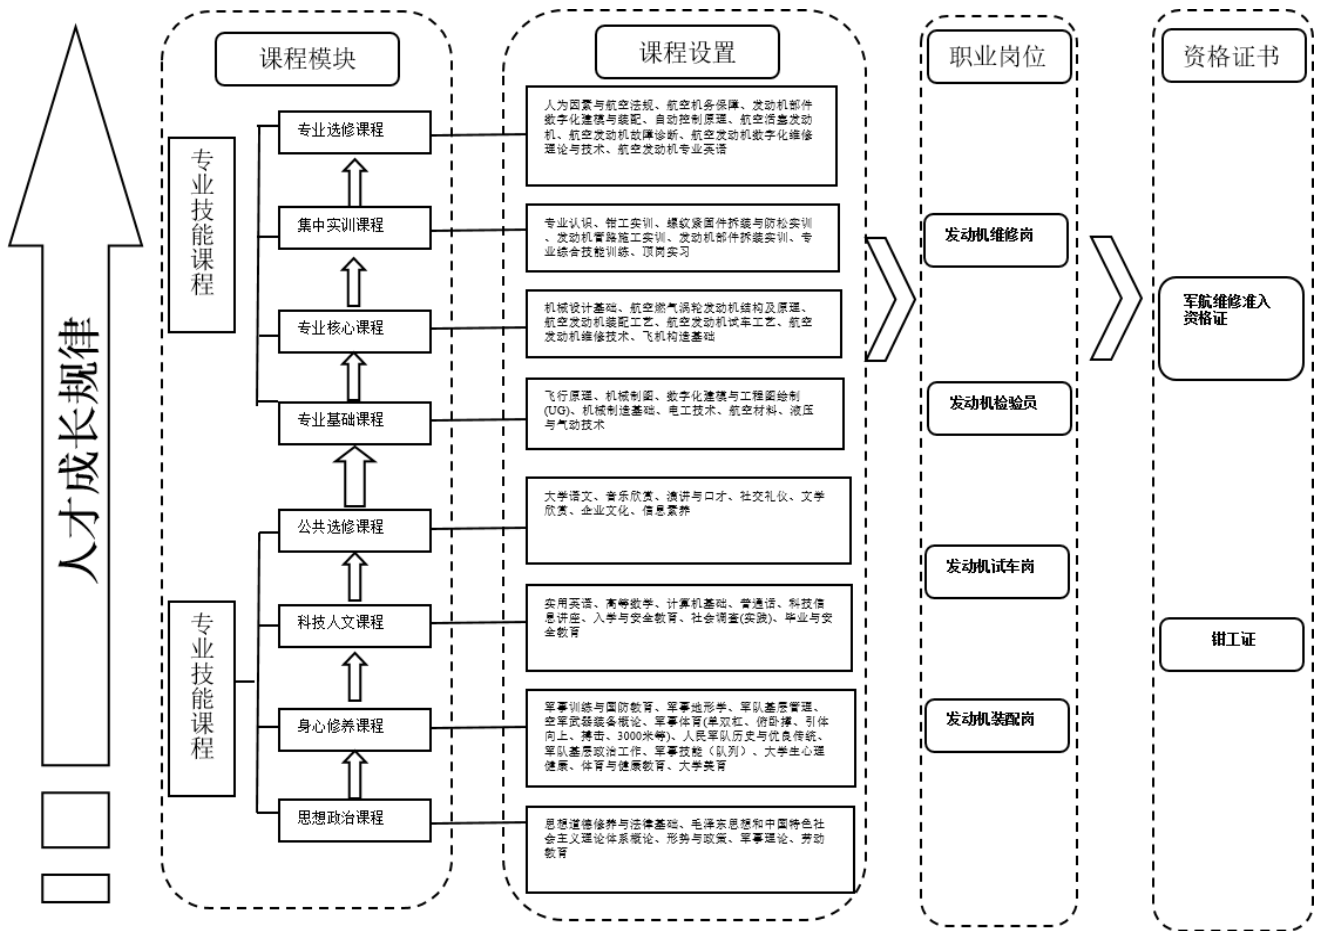 人才成长规律
课程模块
专业技能课程
专业选修课程
集中实训课程
专业核心课程
专业基础课程
专业技能课程
公共选修课程
科技人文课程
身心修养课程
思想政治课程
课程设置
人为因素与航空法规、航空机务保障、发动机部件
数字化建模与装配、自动控制原理、航空活塞发动
机、航空发动机故障诊断、航空发动机数字化维修
理论与技术、航空发动机专业英语
专业认识、钳工实训、螺纹紧固件拆装与防松实训
、发动机管路施工实训、发动机部件拆装实训、专
业综合技能训练、顶岗实习
机械设计基础、航空燃气涡轮发动机结构及原理、
航空发动机装配工艺、航空发动机试车工艺、航空
发动机维修技术、飞机构造基础
飞行原理、机械制图、数字化建模与工程图绘制
(UG)、机械制造基础、电工技术、航空材料、液压
与气动技术
大学语文、音乐欣赏、演讲与口才、社交礼仪、文学
欣赏、企业文化、信息素养
实用英语、高等数学、计算机基础、普通话、科技信
息讲座、入学与安全教育、社会调查(实践)、毕业与安
全教育
军事训练与国防教育、军事地形学、军队基层管理、
空军武器装备概论、军事体育(单双杠、俯卧撑、引体
向上、搏击、3000米等)、人民军队历史与优良传统、
军队基层政治工作、军事技能（队列）、大学生心理
健康、体育与健康教育、大学美育
思想道德修养与法律基础、毛泽东思想和中国特色社
会主义理论体系概论、形势与政策、军事理论、劳动
教育
职业岗位
发动机维修岗
发动机检验员
发动机试车岗
发动机装配岗
资格证书
军航维修准入
资格证
钳工证